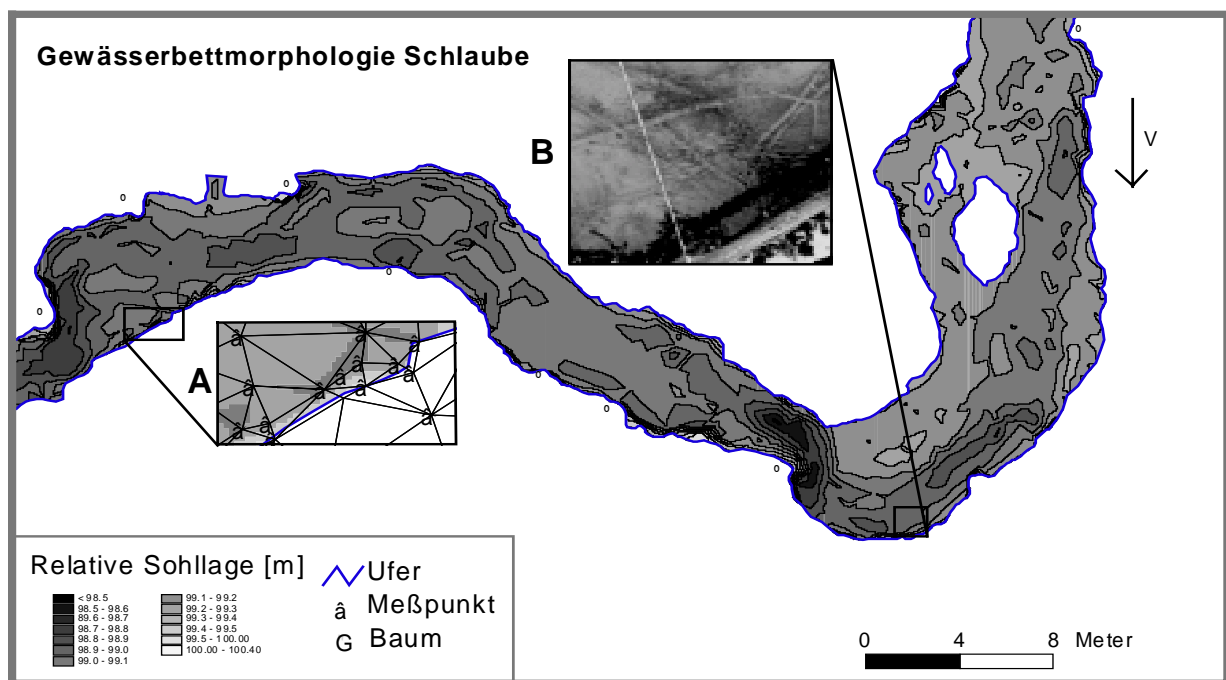 Gewässerbettmorphologie Schlaube
B
V
A
â â â â â â â â â â â â â
Relative Sohllage [m]
< 98.5
98.5 - 98.6
89.6 - 98.7
98.7 - 98.8
98.8 - 98.9
98.9 - 99.0
99.0 - 99.1
99.1 - 99.2
99.2 - 99.3
99.3 - 99.4
99.4 - 99.5
99.5 - 100.00
100.00 - 100.40
Ufer
â Meßpunkt
G Baum
0 4 8 Meter